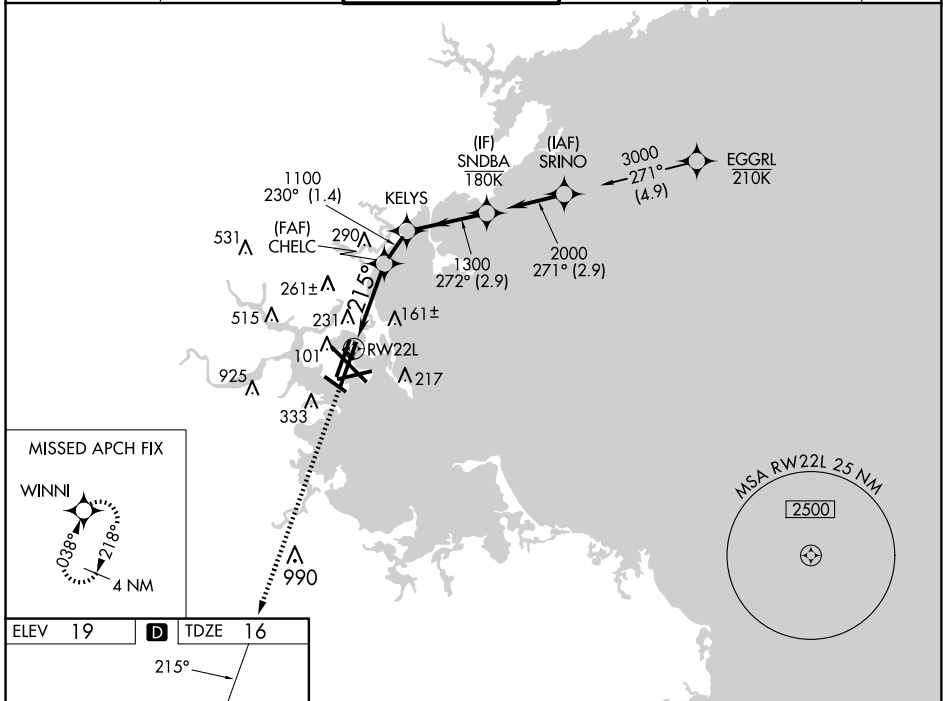 (IF)
SNDBA
180K
(IAF)
SRINO
3000
271°
(4.9)
EGGRL
210K
1100
230° (1.4)
KELYS
(FAF)
CHELC
531
290
1300
272° (2.9)
2000
271° (2.9)
261±
215°
515
231
161±
101
RW22L
925
217
333
MISSED APCH FIX
WINNI
038°
218°
4 NM
990
MSA RW22L 25 NM
2500
ELEV 19
D
TDZE 16
215°